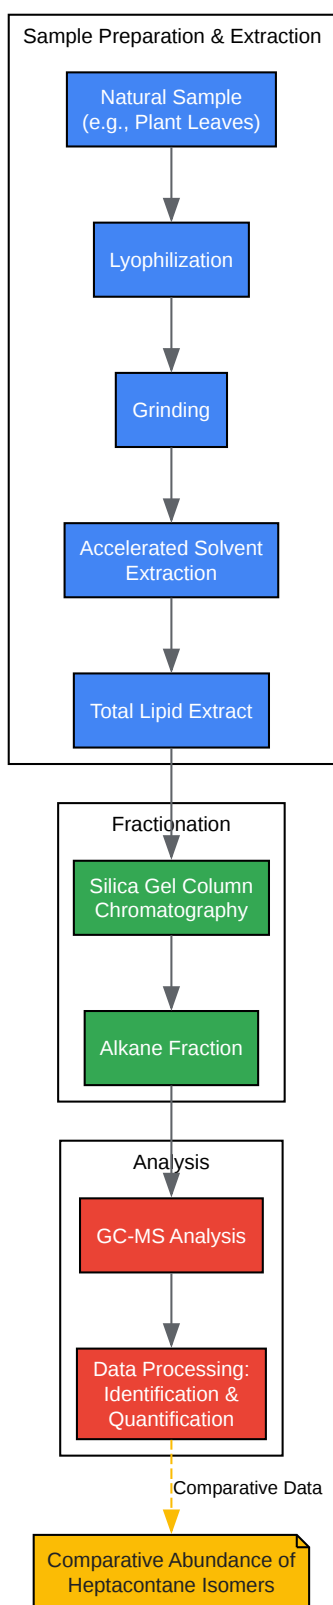 Sample Preparation & Extraction
Natural Sample
(e.g., Plant Leaves)
Lyophilization
Grinding
Accelerated Solvent
Extraction
Total Lipid Extract
Fractionation
Silica Gel Column
Chromatography
Alkane Fraction
Analysis
GC-MS Analysis
Data Processing:
Identification &
Quantification
Comparative Data
Comparative Abundance of
Heptacontane Isomers